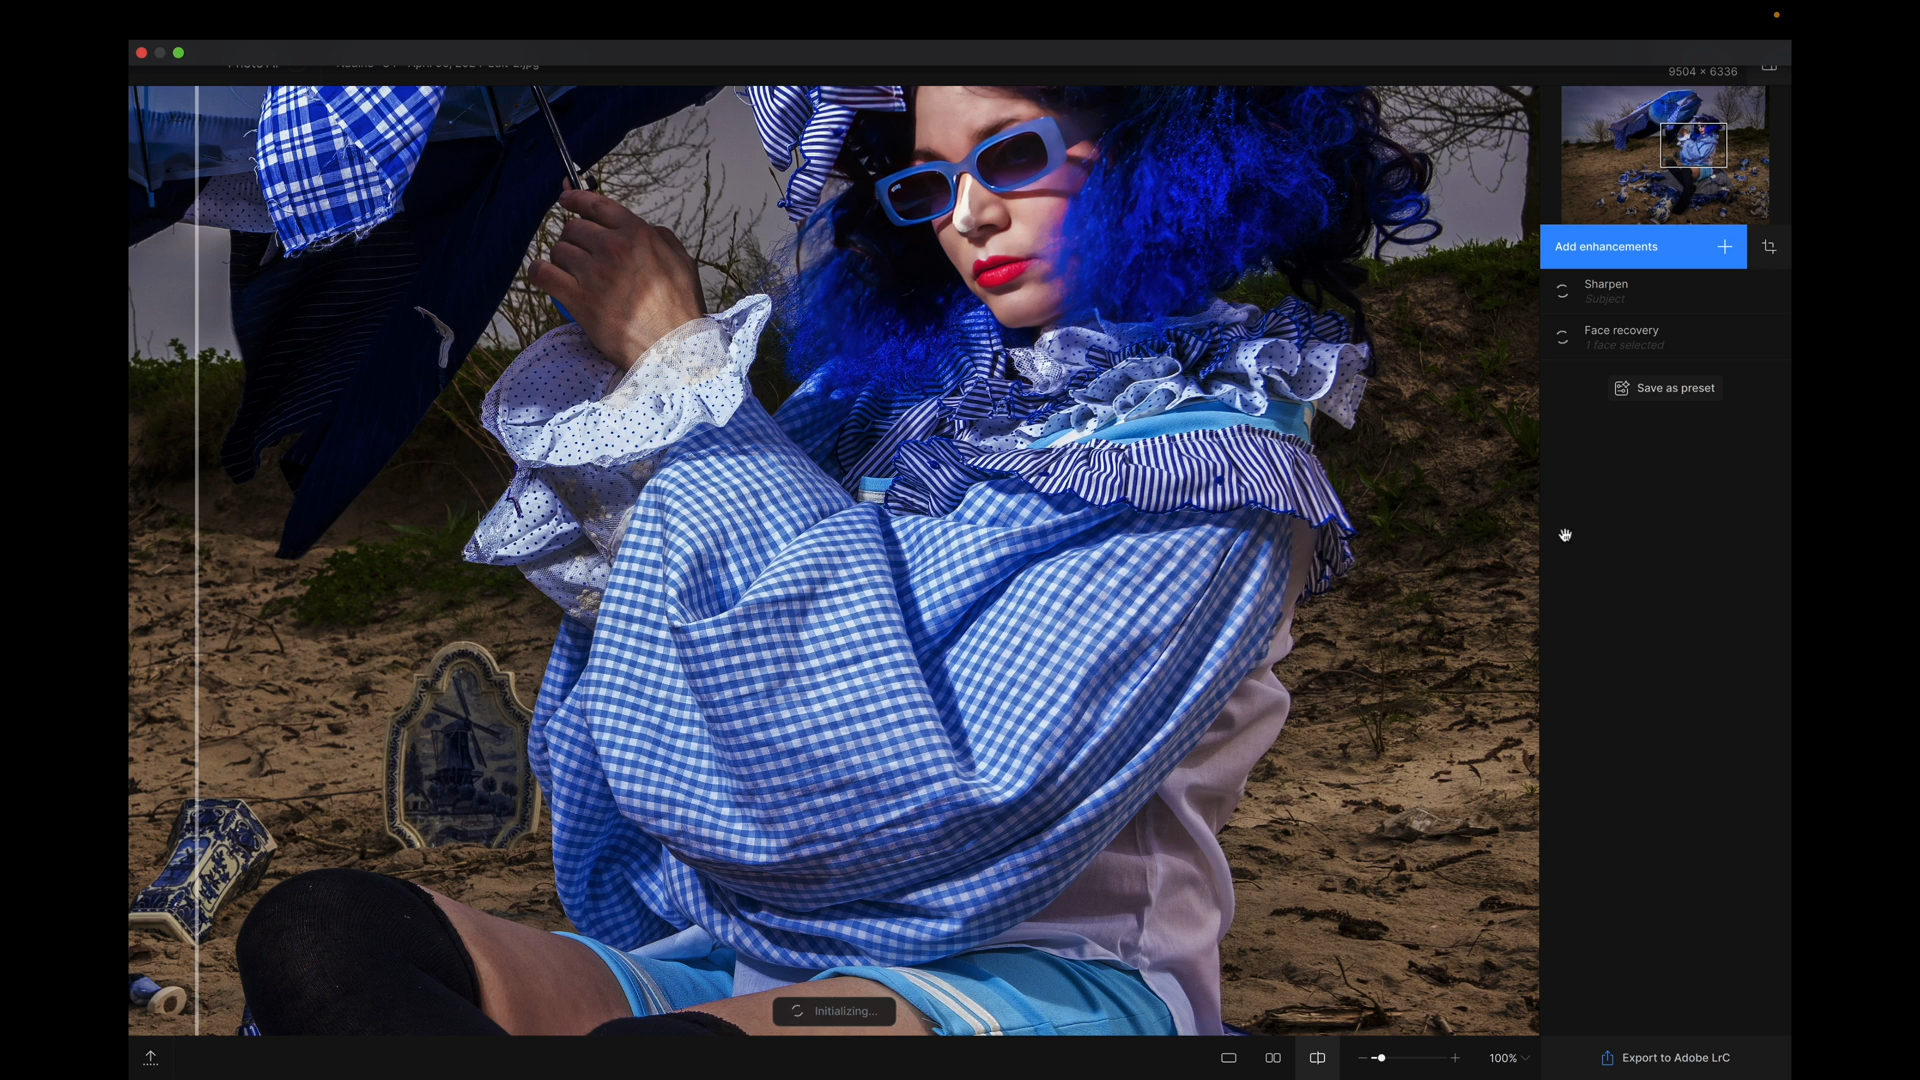 9504 × 6336
Add enhancements
Sharpen
Subject
Face recovery
1 face selected
Save as preset
Initializing...
100%
Export to Adobe LrC